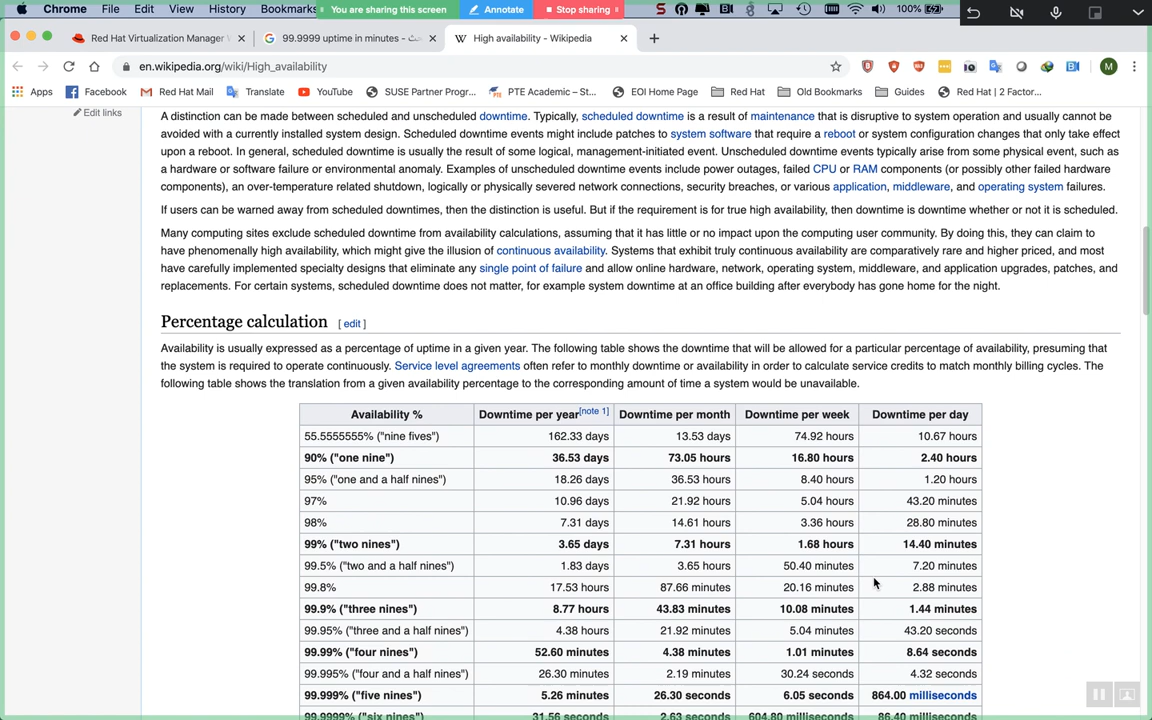 Chrome File Edit View History Bookmarks You are sharing this screen Annotate Stop sharing 100%
Red Hat Virtualization Manager 99.9999 uptime in minutes - High availability - Wikipedia
en.wikipedia.org/wiki/High_availability M
Apps Facebook Red Hat Mail Translate YouTube SUSE Partner Progr... PTE Academic – St... EOI Home Page Red Hat Old Bookmarks Guides Red Hat | 2 Factor...
Edit links
A distinction can be made between scheduled and unscheduled downtime. Typically, scheduled downtime is a result of maintenance that is disruptive to system operation and usually cannot be
avoided with a currently installed system design. Scheduled downtime events might include patches to system software that require a reboot or system configuration changes that only take effect
upon a reboot. In general, scheduled downtime is usually the result of some logical, management-initiated event. Unscheduled downtime events typically arise from some physical event, such as
a hardware or software failure or environmental anomaly. Examples of unscheduled downtime events include power outages, failed CPU or RAM components (or possibly other failed hardware
components), an over-temperature related shutdown, logically or physically severed network connections, security breaches, or various application, middleware, and operating system failures.
If users can be warned away from scheduled downtimes, then the distinction is useful. But if the requirement is for true high availability, then downtime is downtime whether or not it is scheduled.
Many computing sites exclude scheduled downtime from availability calculations, assuming that it has little or no impact upon the computing user community. By doing this, they can claim to
have phenomenally high availability, which might give the illusion of continuous availability. Systems that exhibit truly continuous availability are comparatively rare and higher priced, and most
have carefully implemented specialty designs that eliminate any single point of failure and allow online hardware, network, operating system, middleware, and application upgrades, patches, and
replacements. For certain systems, scheduled downtime does not matter, for example system downtime at an office building after everybody has gone home for the night.
Percentage calculation [ edit ]
Availability is usually expressed as a percentage of uptime in a given year. The following table shows the downtime that will be allowed for a particular percentage of availability, presuming that
the system is required to operate continuously. Service level agreements often refer to monthly downtime or availability in order to calculate service credits to match monthly billing cycles. The
following table shows the translation from a given availability percentage to the corresponding amount of time a system would be unavailable.
Availability % Downtime per year[note 1] Downtime per month Downtime per week Downtime per day
55.5555555% ("nine fives") 162.33 days 13.53 days 74.92 hours 10.67 hours
90% ("one nine") 36.53 days 73.05 hours 16.80 hours 2.40 hours
95% ("one and a half nines") 18.26 days 36.53 hours 8.40 hours 1.20 hours
97% 10.96 days 21.92 hours 5.04 hours 43.20 minutes
98% 7.31 days 14.61 hours 3.36 hours 28.80 minutes
99% ("two nines") 3.65 days 7.31 hours 1.68 hours 14.40 minutes
99.5% ("two and a half nines") 1.83 days 3.65 hours 50.40 minutes 7.20 minutes
99.8% 17.53 hours 87.66 minutes 20.16 minutes 2.88 minutes
99.9% ("three nines") 8.77 hours 43.83 minutes 10.08 minutes 1.44 minutes
99.95% ("three and a half nines") 4.38 hours 21.92 minutes 5.04 minutes 43.20 seconds
99.99% ("four nines") 52.60 minutes 4.38 minutes 1.01 minutes 8.64 seconds
99.995% ("four and a half nines") 26.30 minutes 2.19 minutes 30.24 seconds 4.32 seconds
99.999% ("five nines") 5.26 minutes 26.30 seconds 6.05 seconds 864.00 milliseconds
99.9999% ("six nines") 31.56 seconds 2.63 seconds 604.80 milliseconds 86.40 milliseconds